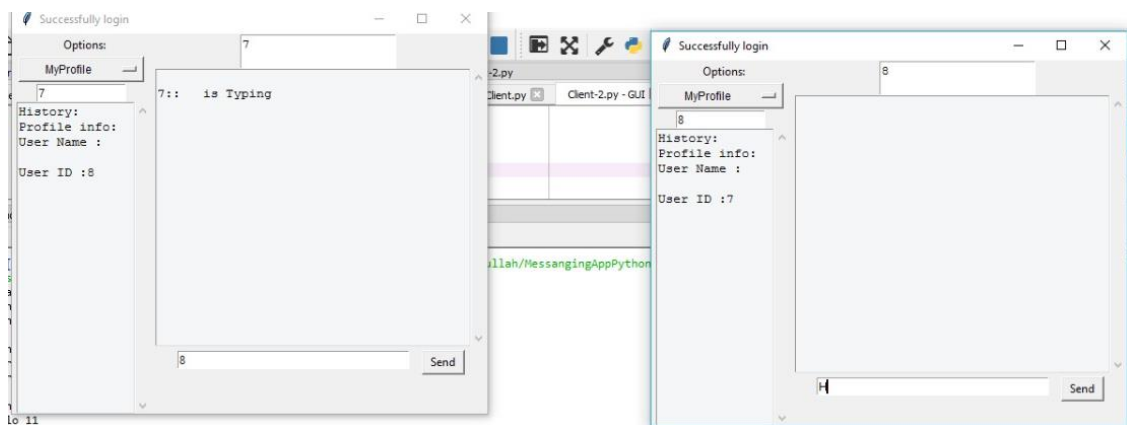 Successfully login
Options:
7
MyProfile
7
7:: is Typing
History:
Profile info:
User Name :
User ID :8
8
Send
-2.py
Client.py
Client-2.py - GUI
ullah/MessangingAppPython
lo 11
Successfully login
Options:
8
MyProfile
8
History:
Profile info:
User Name :
User ID :7
H
Send